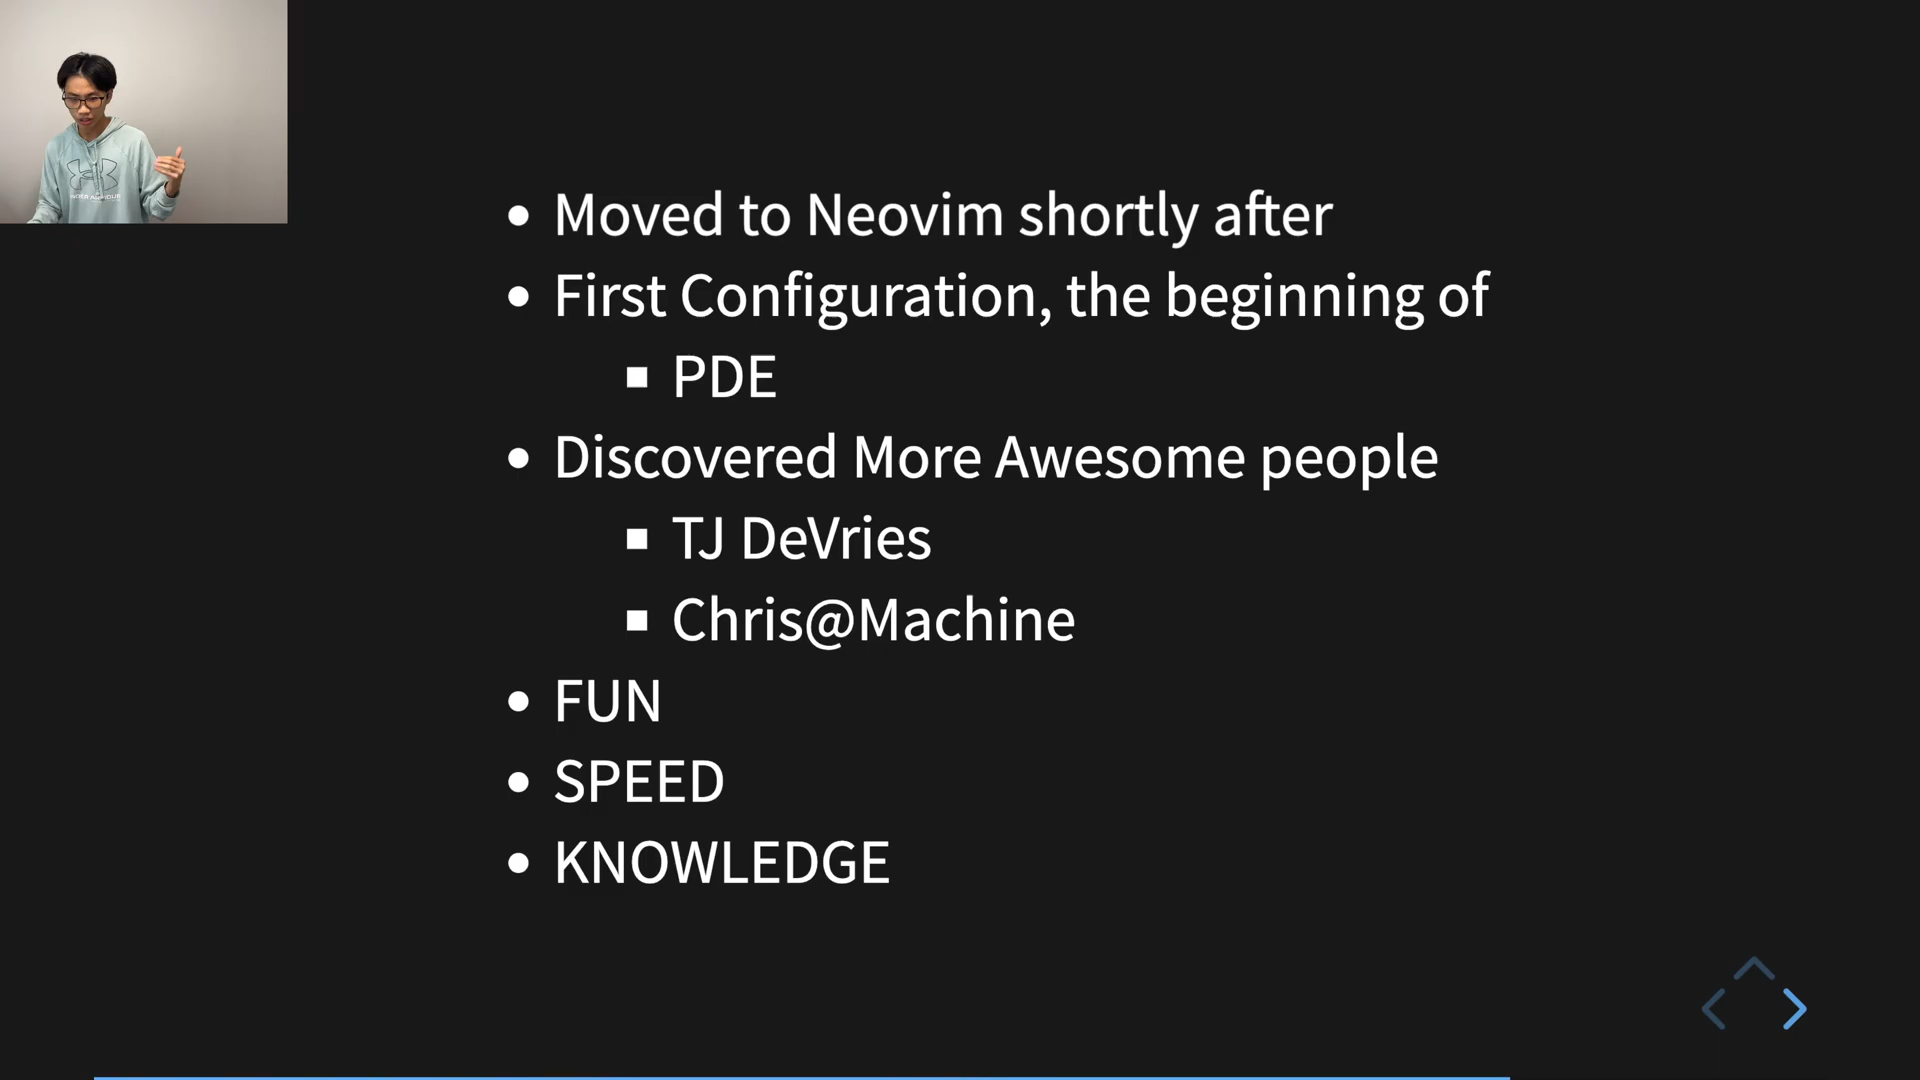 Moved to Neovim shortly after
First Configuration, the beginning of
PDE
Discovered More Awesome people
TJ DeVries
Chris@Machine
FUN
SPEED
KNOWLEDGE